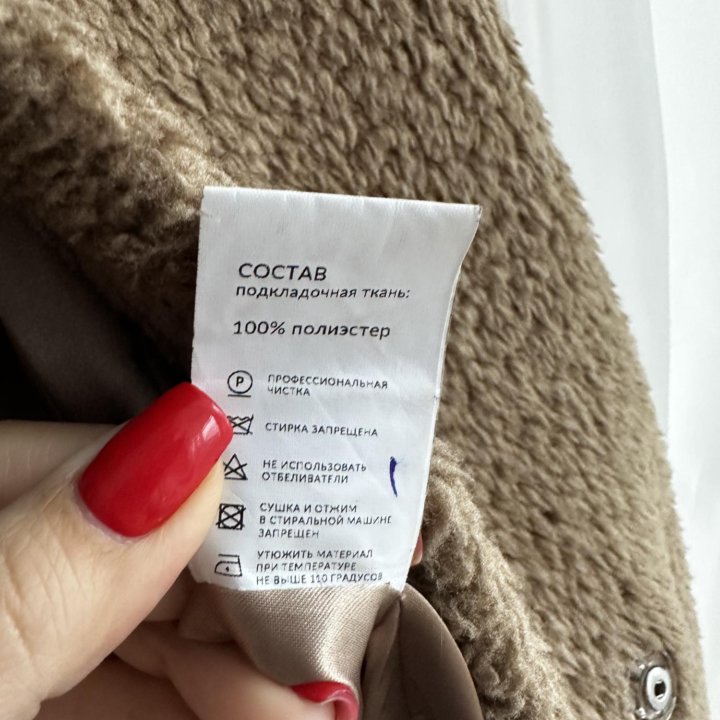 СОСТАВ
подкладочная ткань:
100% полиэстер
P
ПРОФЕССИОНАЛЬНАЯ
ЧИСТКА
СТИРКА ЗАПРЕЩЕНА
НЕ ИСПОЛЬЗОВАТЬ
ОТБЕЛИВАТЕЛИ
СУШКА И ОТЖИМ
В СТИРАЛЬНОЙ МАШИНЕ
ЗАПРЕЩЕН
УТЮЖИТЬ МАТЕРИАЛ
ПРИ ТЕМПЕРАТУРЕ
НЕ ВЫШЕ 110 ГРАДУСОВ